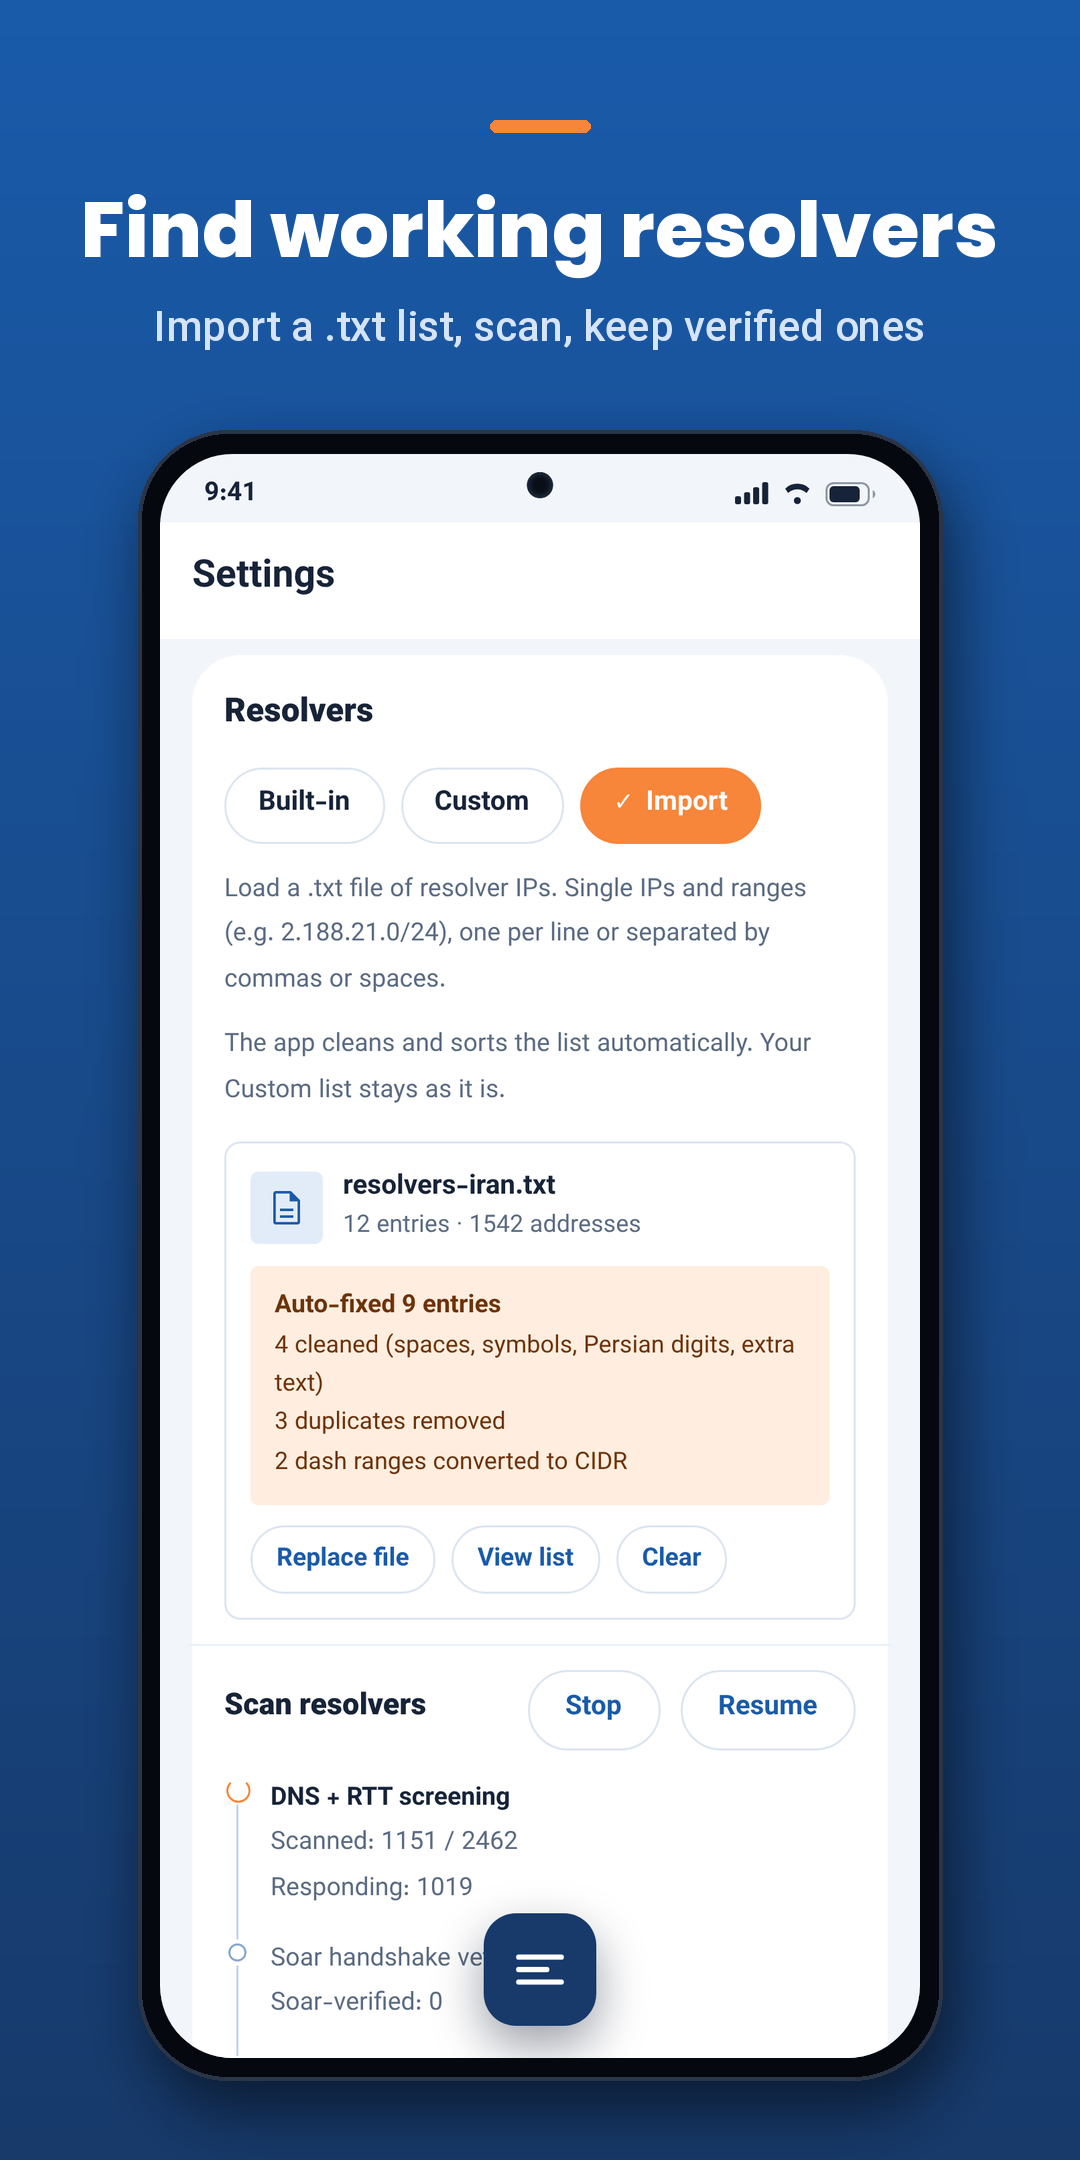 Find working resolvers
Import a .txt list, scan, keep verified ones
9:41
Settings
Resolvers
Built-in
Custom
✓ Import
Load a .txt file of resolver IPs. Single IPs and ranges
(e.g. 2.188.21.0/24), one per line or separated by
commas or spaces.
The app cleans and sorts the list automatically. Your
Custom list stays as it is.
resolvers-iran.txt
12 entries · 1542 addresses
Auto-fixed 9 entries
4 cleaned (spaces, symbols, Persian digits, extra
text)
3 duplicates removed
2 dash ranges converted to CIDR
Replace file
View list
Clear
Scan resolvers
Stop
Resume
DNS + RTT screening
Scanned: 1151 / 2462
Responding: 1019
Soar handshake
Soar-verified: 0